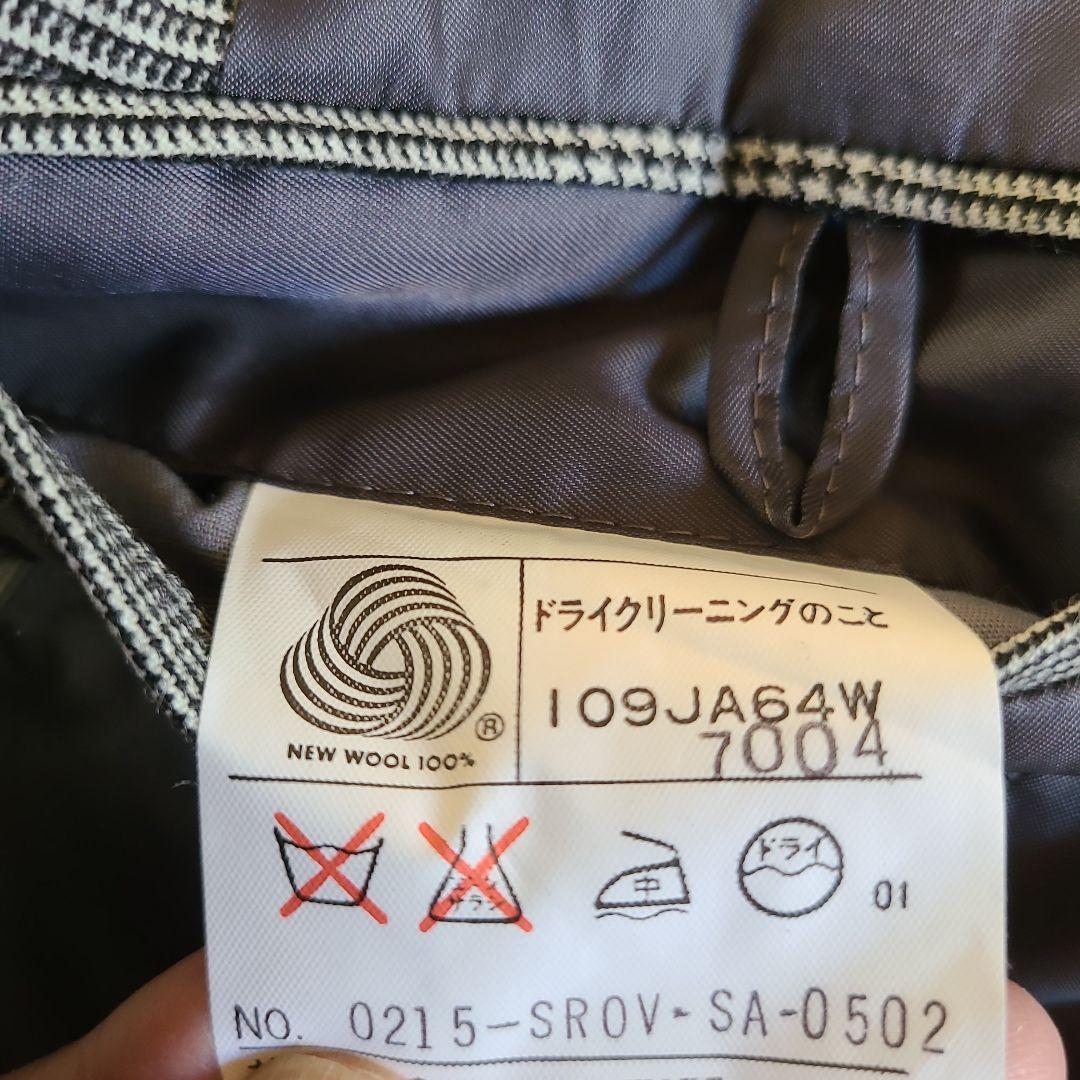 ドライクリーニングのこと
109JA64W
7004
®
NEW WOOL 100%
中
ドライ
01
NO. 0215-SROV-SA-0502